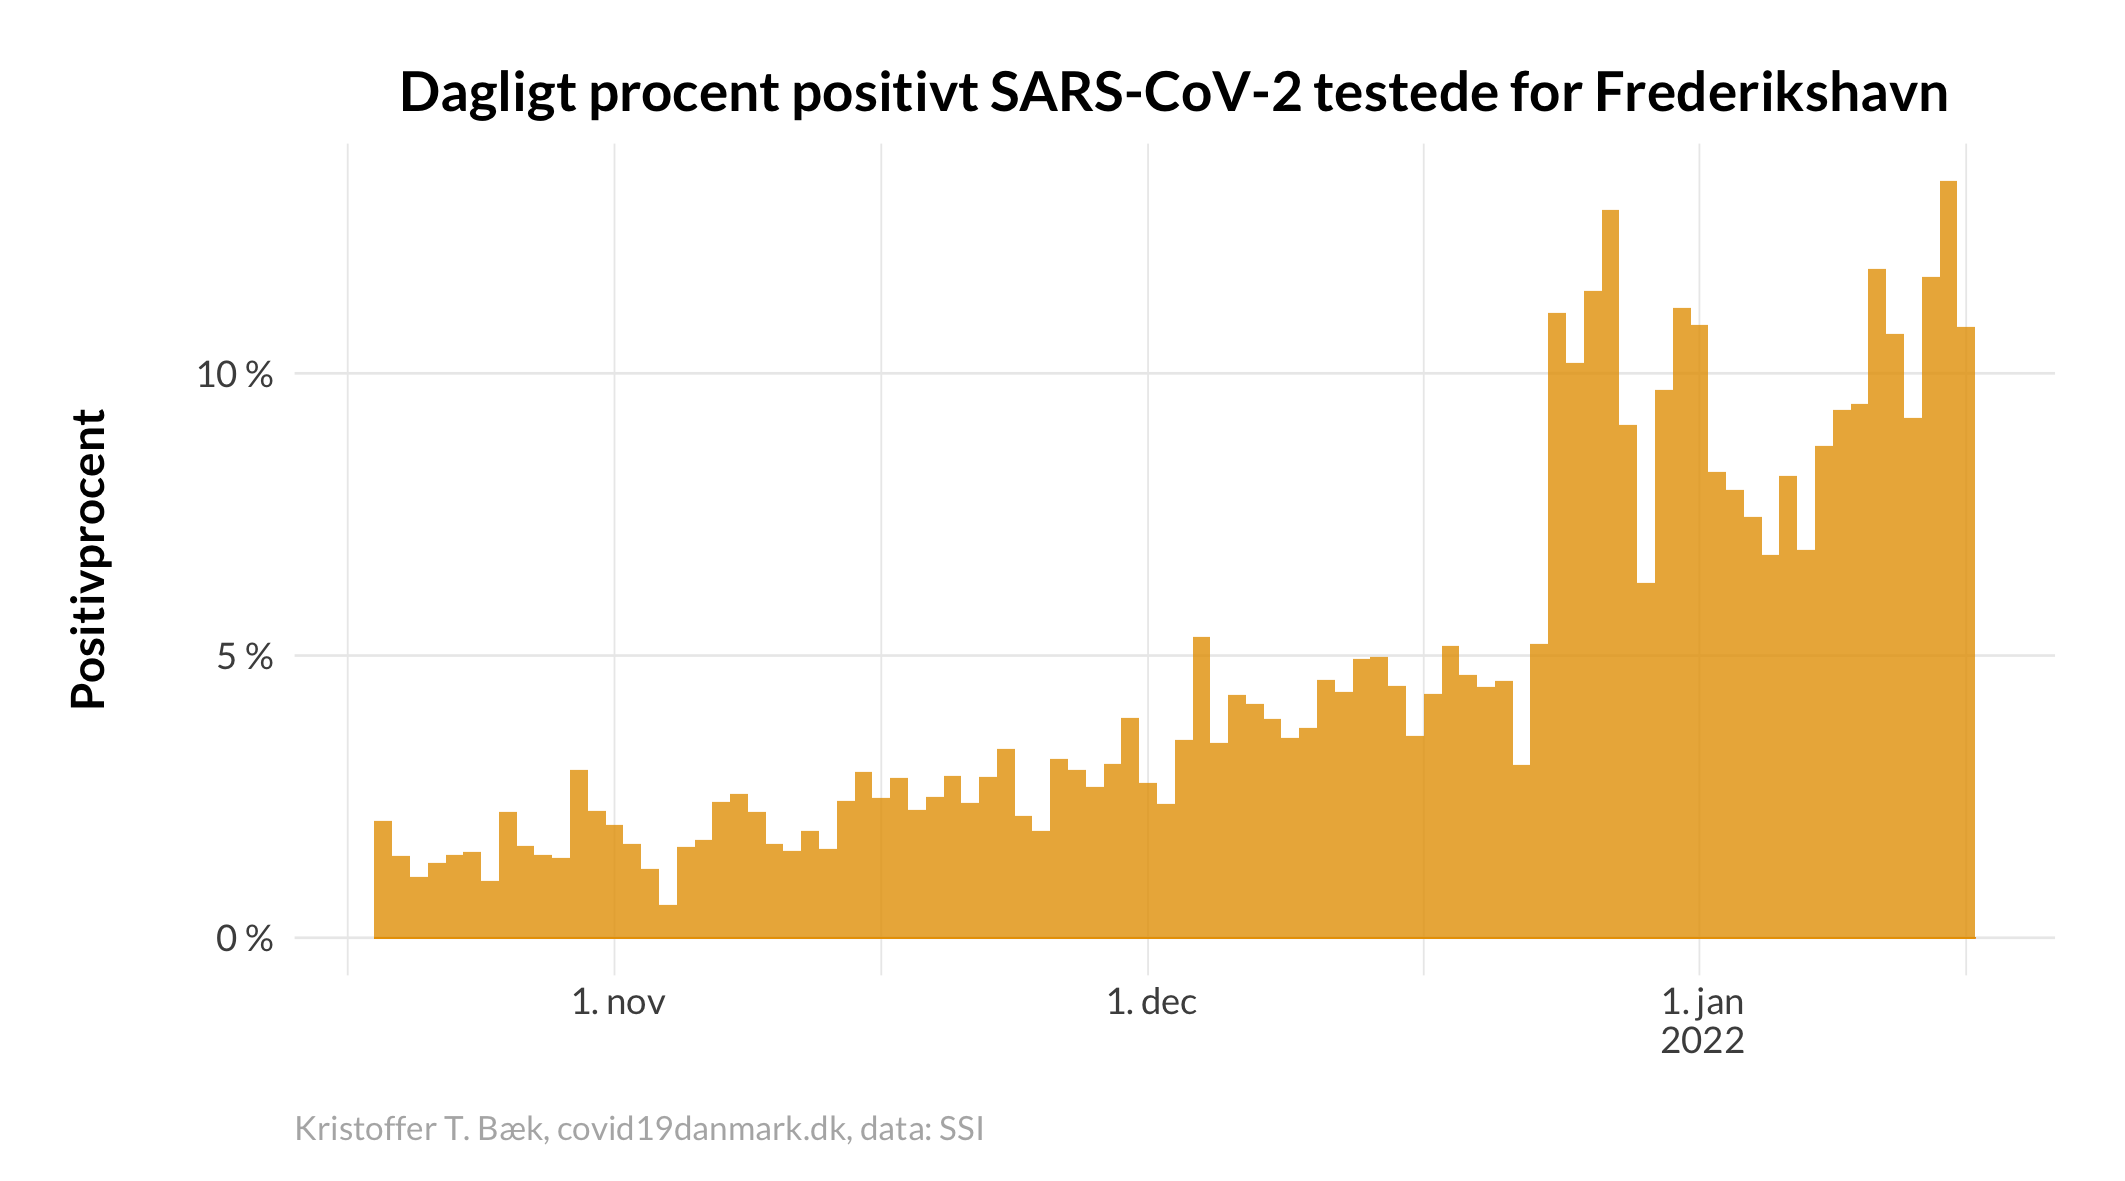 Dagligt procent positivt SARS-CoV-2 testede for Frederikshavn
Positivprocent
10 %
5 %
0 %
1. nov
1. dec
1. jan
2022
Kristoffer T. Bæk, covid19danmark.dk, data: SSI